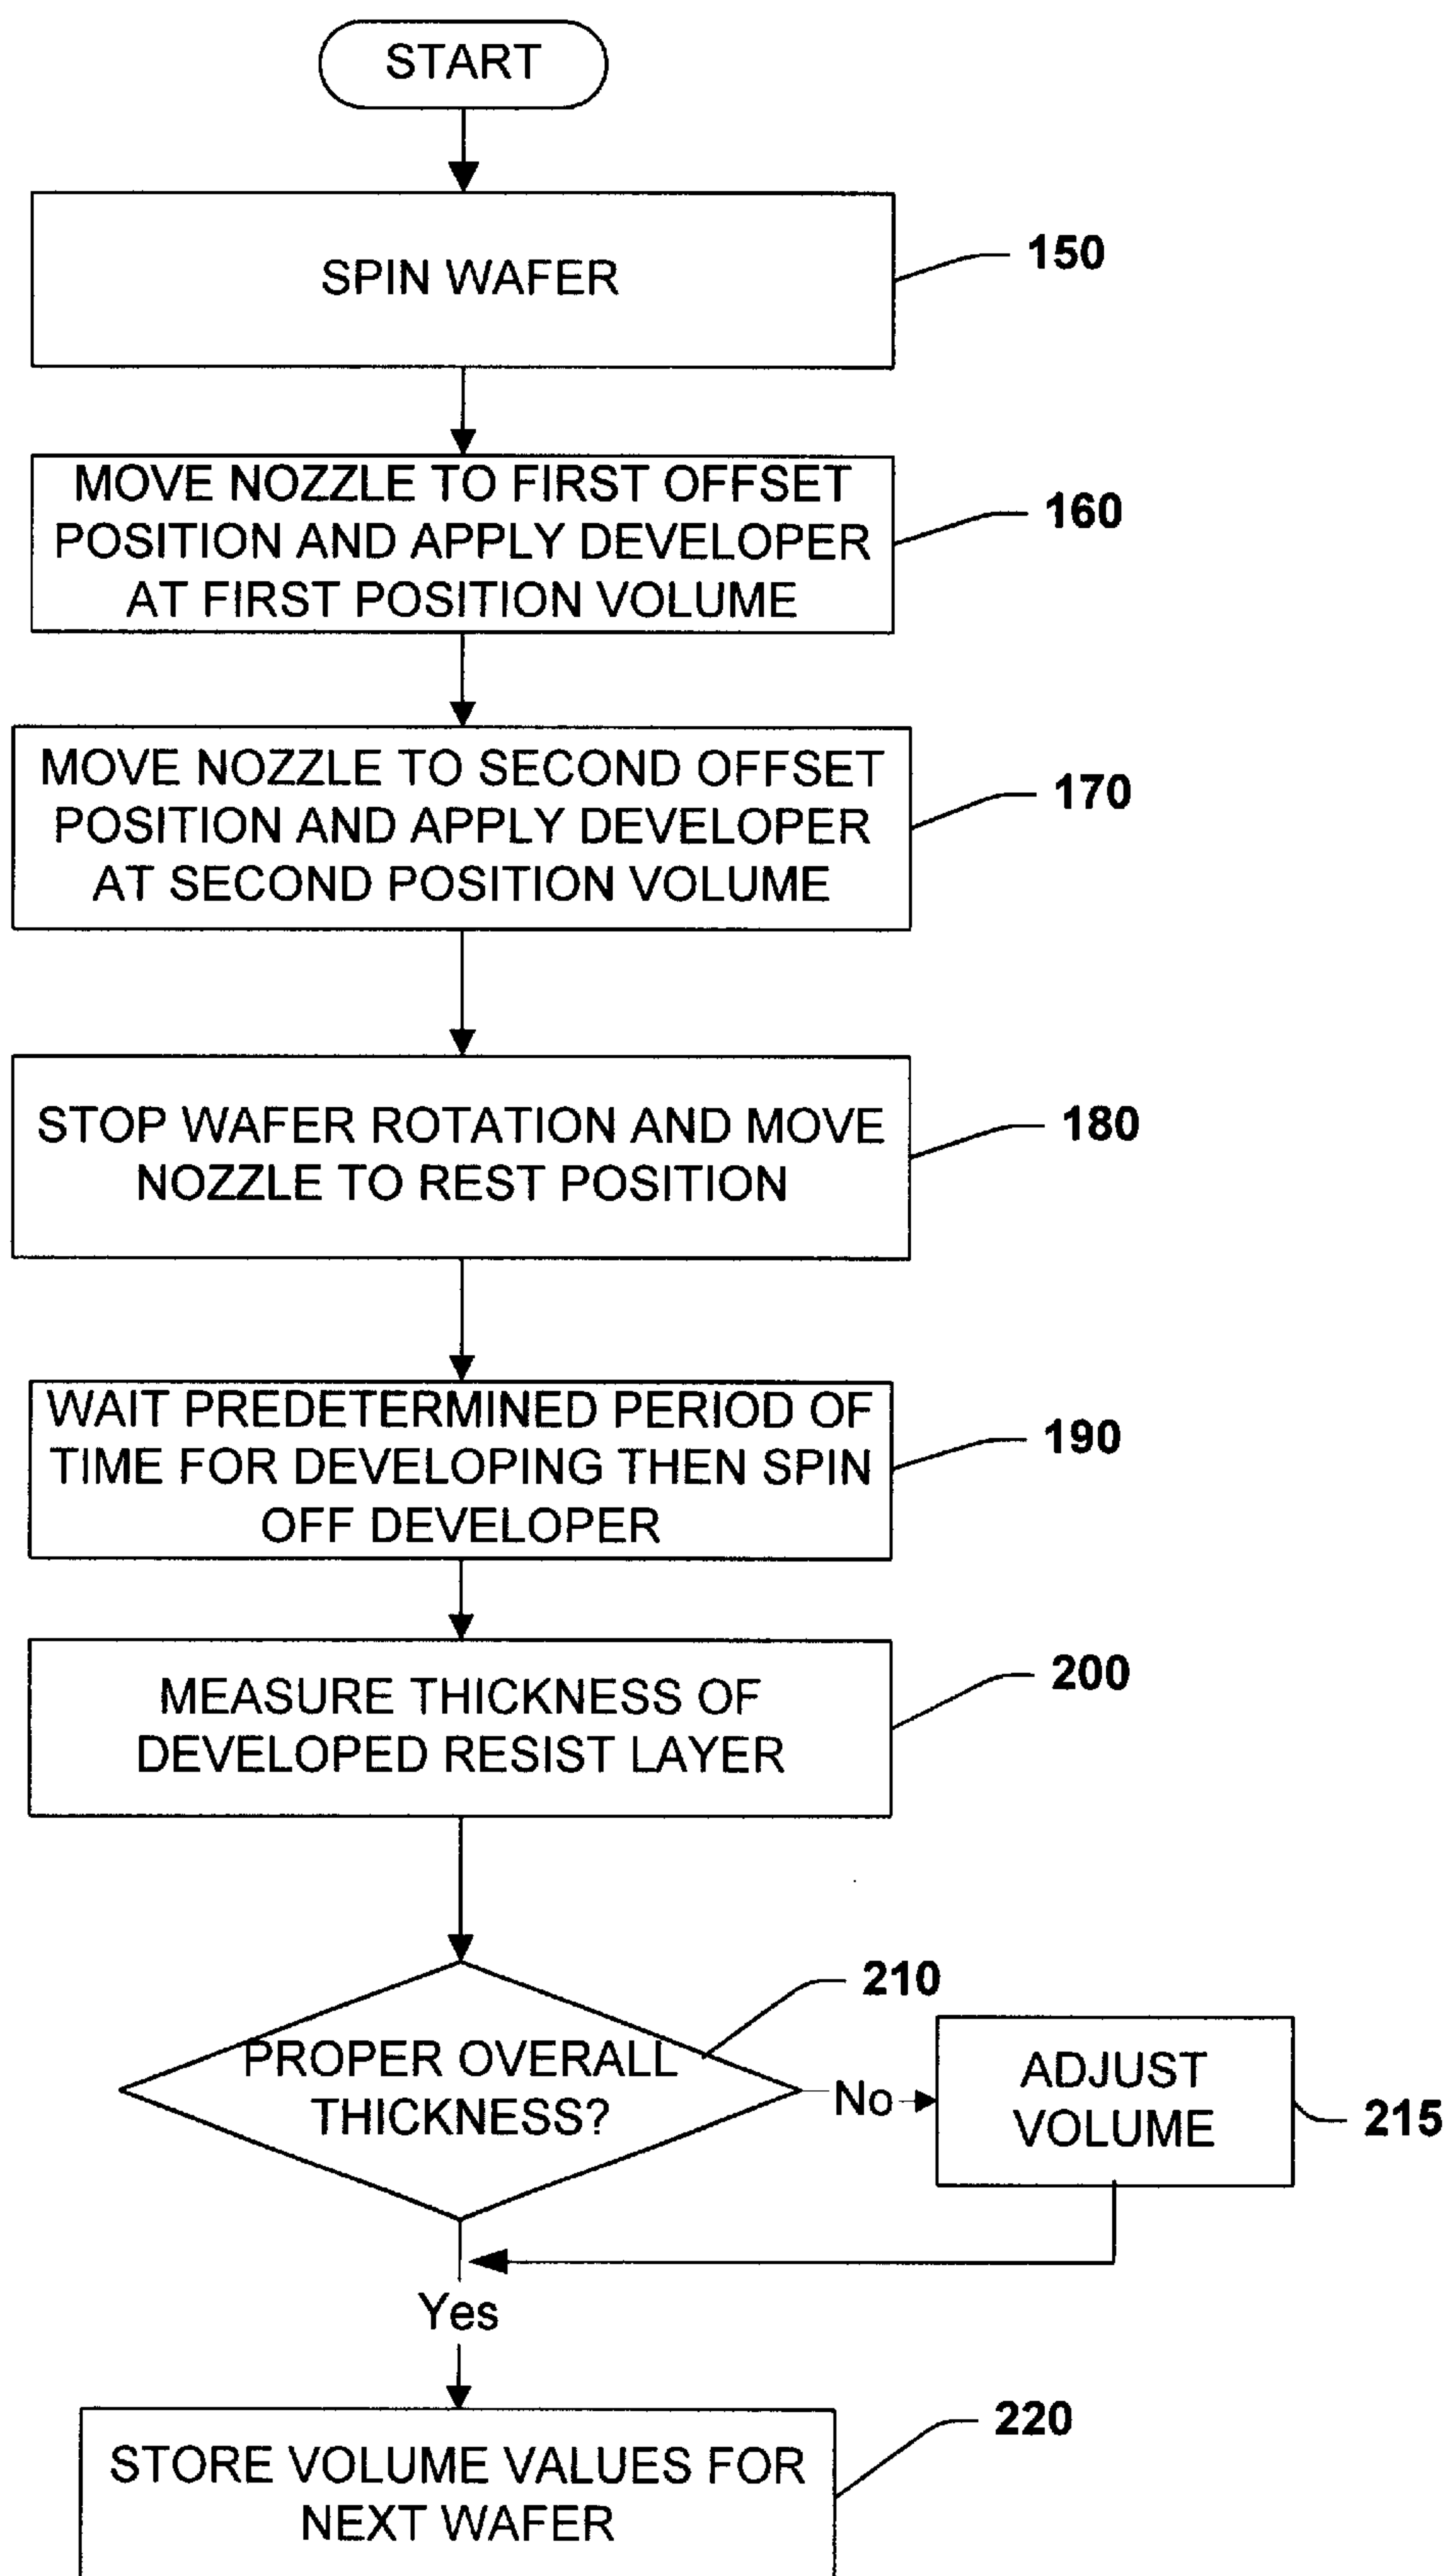 START
SPIN WAFER
150
MOVE NOZZLE TO FIRST OFFSET
POSITION AND APPLY DEVELOPER
AT FIRST POSITION VOLUME
160
MOVE NOZZLE TO SECOND OFFSET
POSITION AND APPLY DEVELOPER
AT SECOND POSITION VOLUME
170
STOP WAFER ROTATION AND MOVE
NOZZLE TO REST POSITION
180
WAIT PREDETERMINED PERIOD OF
TIME FOR DEVELOPING THEN SPIN
OFF DEVELOPER
190
MEASURE THICKNESS OF
DEVELOPED RESIST LAYER
200
PROPER OVERALL
THICKNESS?
210
No
ADJUST
VOLUME
215
Yes
STORE VOLUME VALUES FOR
NEXT WAFER
220